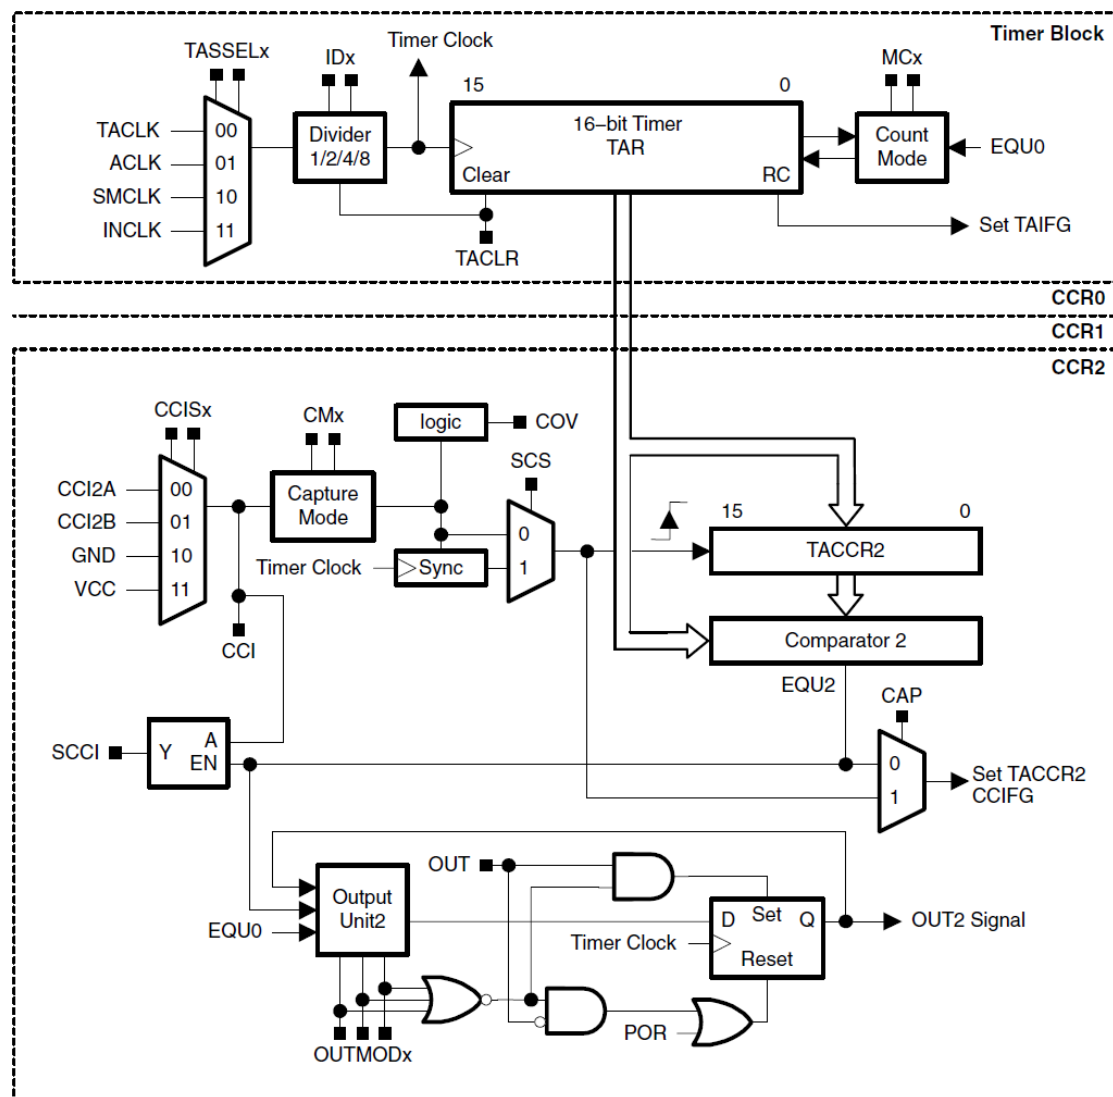 Timer Block
Timer Clock
TASSELx
IDx
MCx
15
0
TACLK
00
ACLK
01
SMCLK
10
INCLK
11
Divider
1/2/4/8
16–bit Timer
TAR
Clear
RC
Count
Mode
EQU0
Set TAIFG
TACLR
CCR0
CCR1
CCR2
CCISx
CMx
logic
COV
SCS
CCI2A
00
CCI2B
01
GND
10
VCC
11
Capture
Mode
0
1
Timer Clock
Sync
15
0
TACCR2
CCI
Comparator 2
EQU2
CAP
SCCI
Y
A
EN
0
1
Set TACCR2
CCIFG
OUT
Output
Unit2
EQU0
D
Set
Q
OUT2 Signal
Timer Clock
Reset
POR
OUTMODx